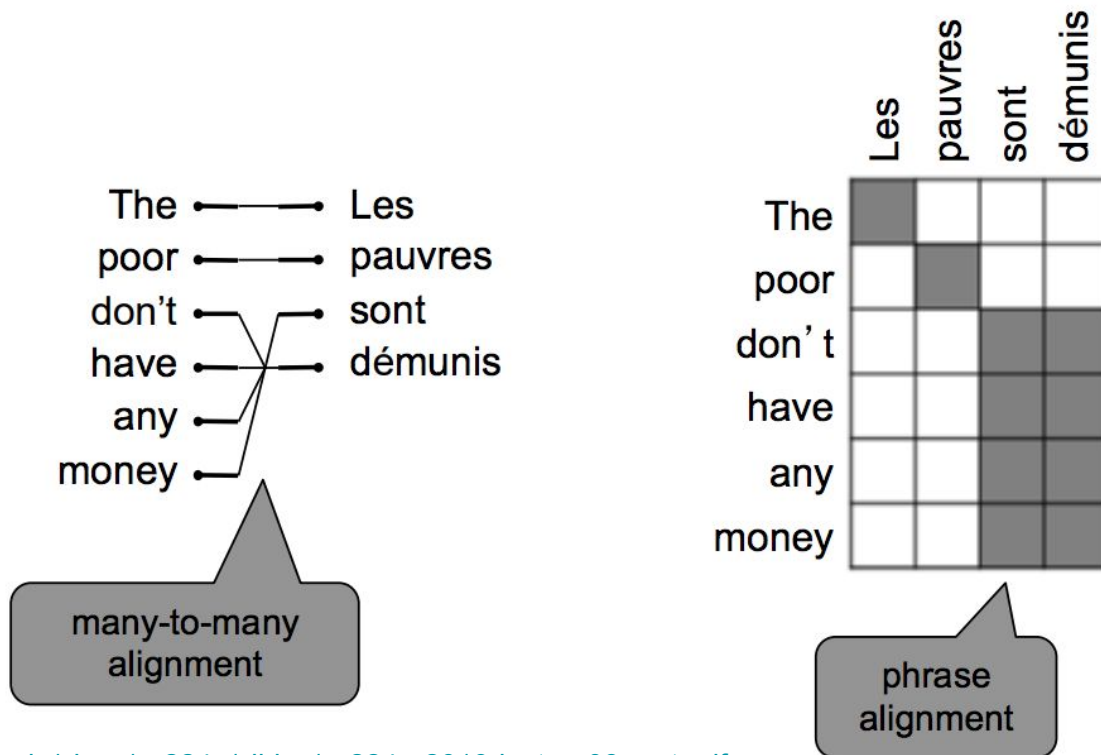 The
poor
don't
have
any
money
Les
pauvres
sont
démunis
many-to-many
alignment
Les
pauvres
sont
démunis
The
poor
don't
have
any
money
phrase
alignment